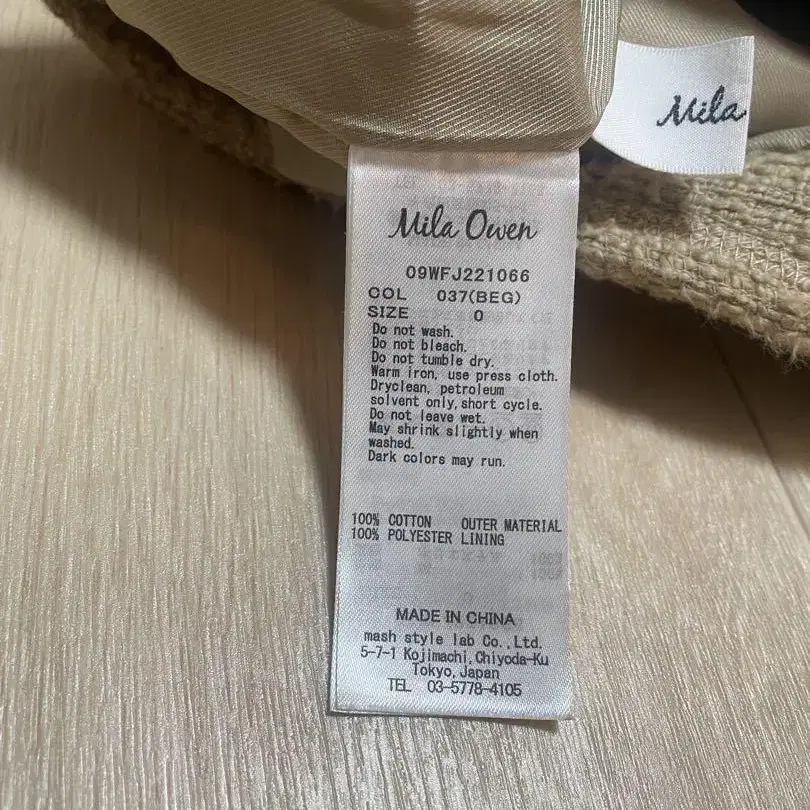 Mila
Mila Owen
09WFJ221066
COL 037(BEG)
SIZE 0
Do not wash.
Do not bleach.
Do not tumble dry.
Warm iron, use press cloth.
Dryclean, petroleum
solvent only,short cycle.
Do not leave wet.
May shrink slightly when
washed.
Dark colors may run.
100% COTTON OUTER MATERIAL
100% POLYESTER LINING
MADE IN CHINA
mash style lab Co.,Ltd.
5-7-1 Kojimachi,Chiyoda-Ku
Tokyo,Japan
TEL 03-5778-4105